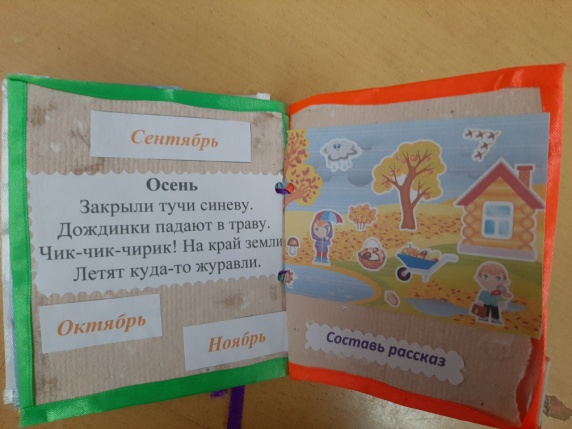 Сентябрь
Осень
Закрыли тучи синеву.
Дождинки падают в траву.
Чик-чик-чирик! На край земли
Летят куда-то журавли.
Октябрь
Ноябрь
Составь рассказ